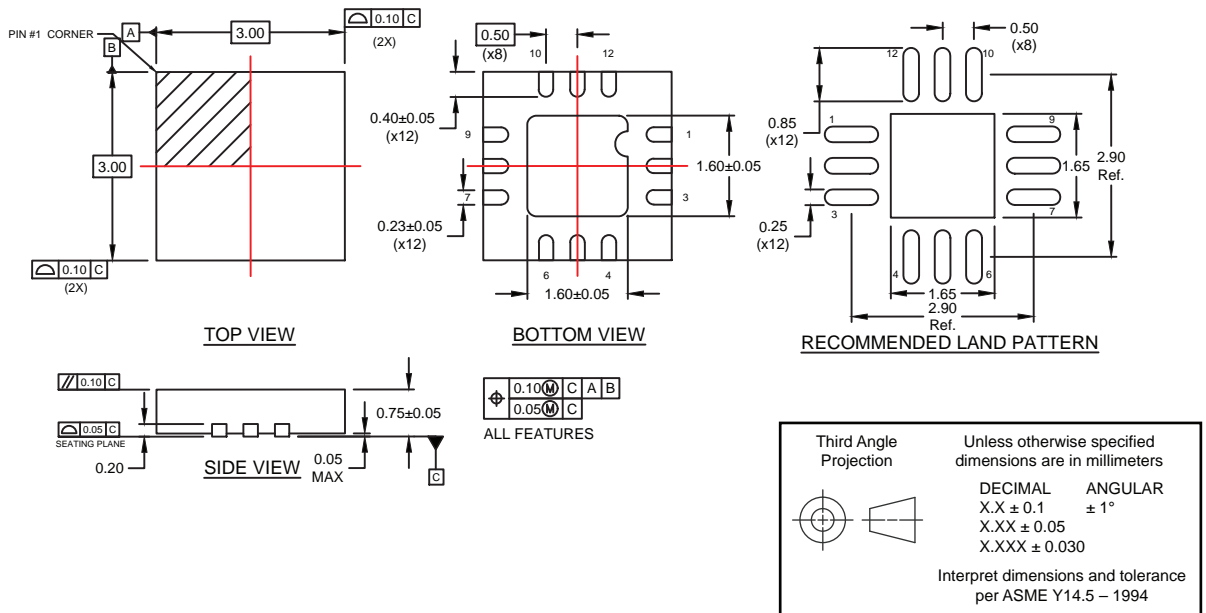 PIN #1 CORNER
A
3.00
⌓ 0.10 C
(2X)
B
3.00
⌓ 0.10 C
(2X)
TOP VIEW
0.50
(x8)
10
12
0.40±0.05
(x12)
9
1
1.60±0.05
7
3
0.23±0.05
(x12)
6
4
1.60±0.05
BOTTOM VIEW
0.50
(x8)
12
10
0.85
(x12)
1
9
1.65
2.90
Ref.
0.25
(x12)
3
7
4
6
1.65
2.90
Ref.
RECOMMENDED LAND PATTERN
// 0.10 C
⌓ 0.05 C
SEATING PLANE
0.20
SIDE VIEW
0.05
MAX
0.75±0.05
C
⌖ 0.10Ⓜ C A B
0.05Ⓜ C
ALL FEATURES
Third Angle
Projection
Unless otherwise specified
dimensions are in millimeters
DECIMAL ANGULAR
X.X ± 0.1 ± 1°
X.XX ± 0.05
X.XXX ± 0.030
Interpret dimensions and tolerance
per ASME Y14.5 – 1994